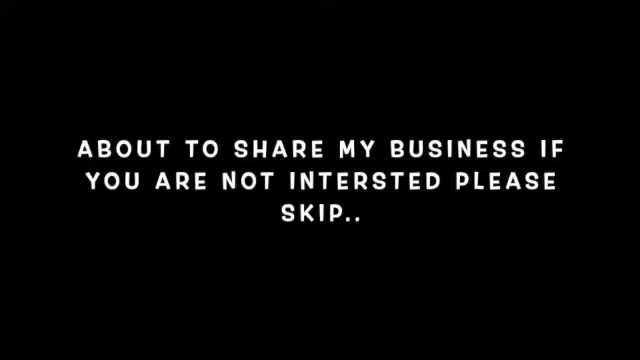 ABOUT TO SHARE MY BUSINESS IF
YOU ARE NOT INTERSTED PLEASE
SKIP..